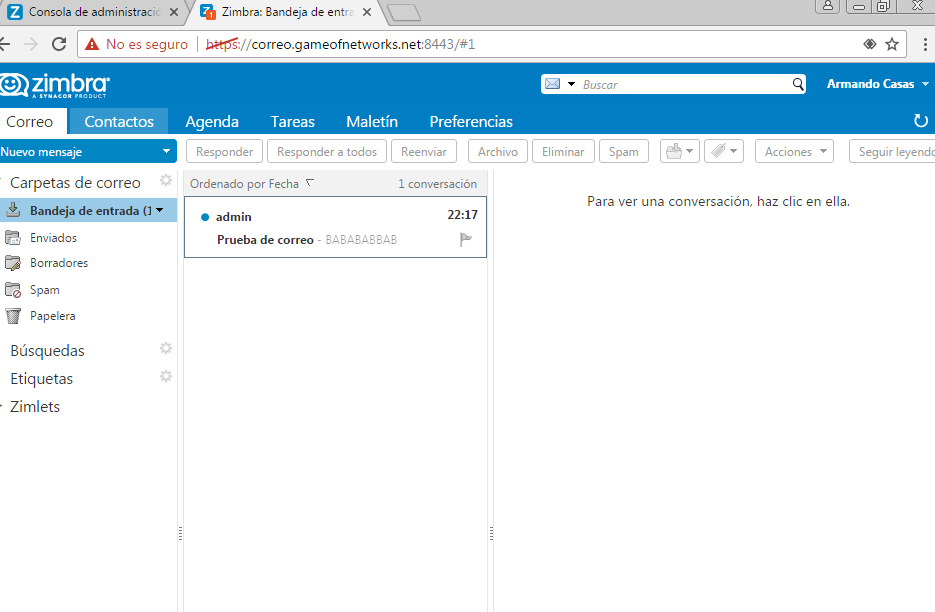 Consola de administració
Zimbra: Bandeja de entra
No es seguro
https://correo.gameofnetworks.net:8443/#1
zimbra
A SYNACOR PRODUCT
Buscar
Armando Casas
Correo
Contactos
Agenda
Tareas
Maletín
Preferencias
Nuevo mensaje
Responder
Responder a todos
Reenviar
Archivo
Eliminar
Spam
Acciones
Seguir leyendo
Carpetas de correo
Bandeja de entrada (1
Enviados
Borradores
Spam
Papelera
Búsquedas
Etiquetas
Zimlets
Ordenado por Fecha
1 conversación
admin
22:17
Prueba de correo - BABABABBAB
Para ver una conversación, haz clic en ella.